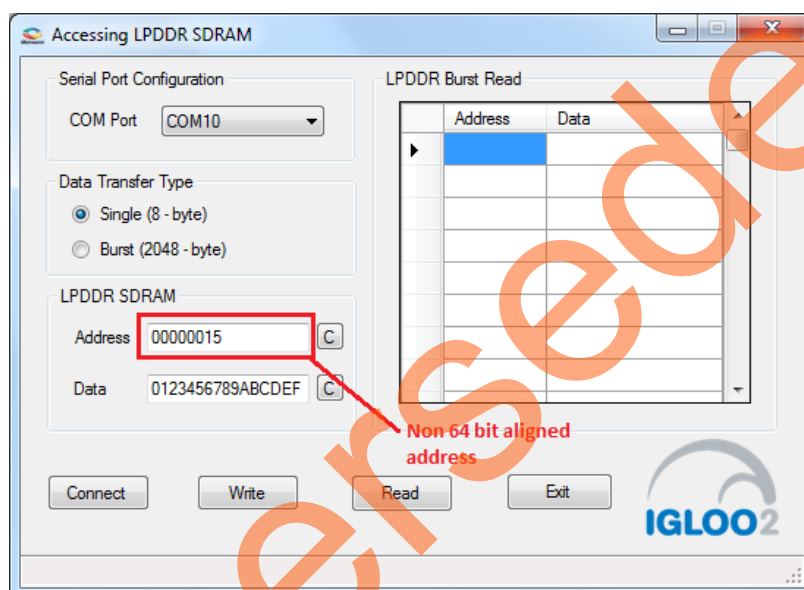 Accessing LPDDR SDRAM
Serial Port Configuration
COM Port COM10
Data Transfer Type
Single (8 - byte)
Burst (2048 - byte)
LPDDR SDRAM
Address 00000015 C
Data 0123456789ABCDEF C
LPDDR Burst Read
Address Data
Non 64 bit aligned
address
Connect Write Read Exit
IGLOO2
ersede